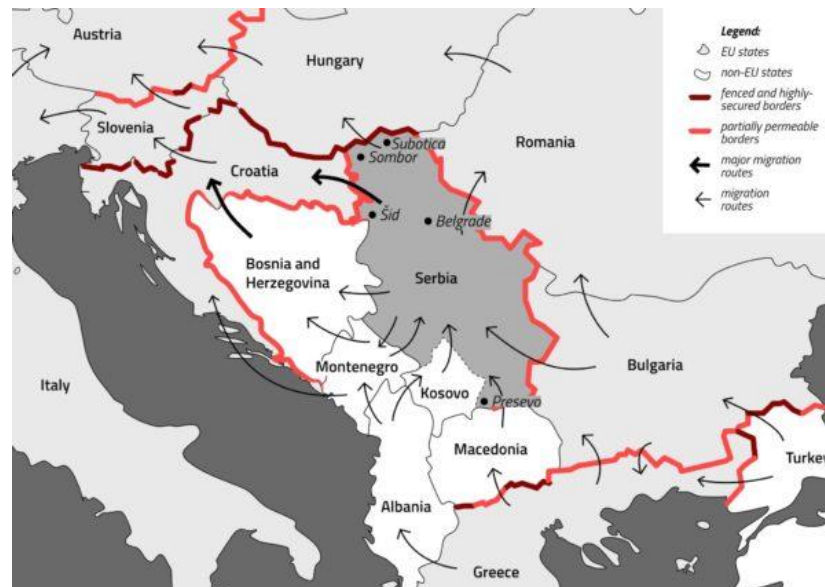 Legend:
EU states
non-EU states
fenced and highly-
secured borders
partially permeable
borders
major migration
routes
migration
routes
Austria
Hungary
Slovenia
Croatia
Romania
Subotica
Sombor
Šid
Belgrade
Bosnia and
Herzegovina
Serbia
Montenegro
Kosovo
Bulgaria
Italy
Presevo
Macedonia
Turkey
Albania
Greece